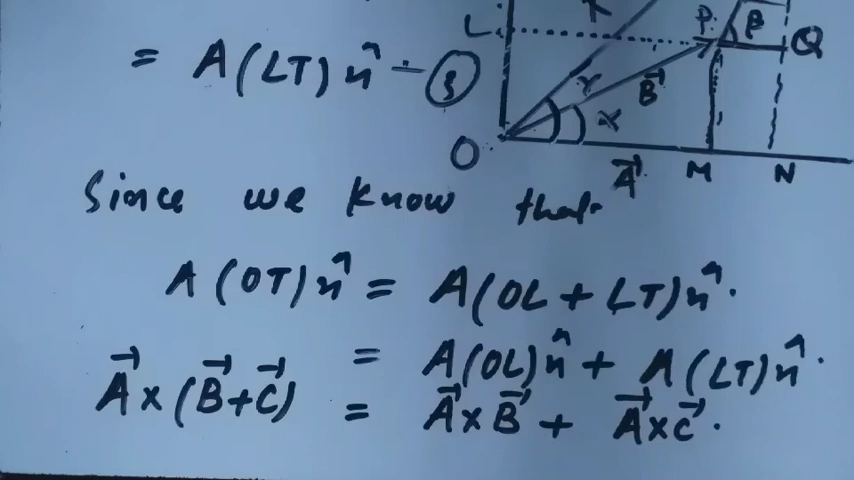 = A(LT) n̂ - ③
L
P
β
Q
γ
B⃗
α
O
A⃗
M
N
Since we know that
A(OT) n̂ = A(OL + LT) n̂.
= A(OL) n̂ + A(LT) n̂.
A⃗ × (B⃗+C⃗) = A⃗×B⃗ + A⃗×C⃗.